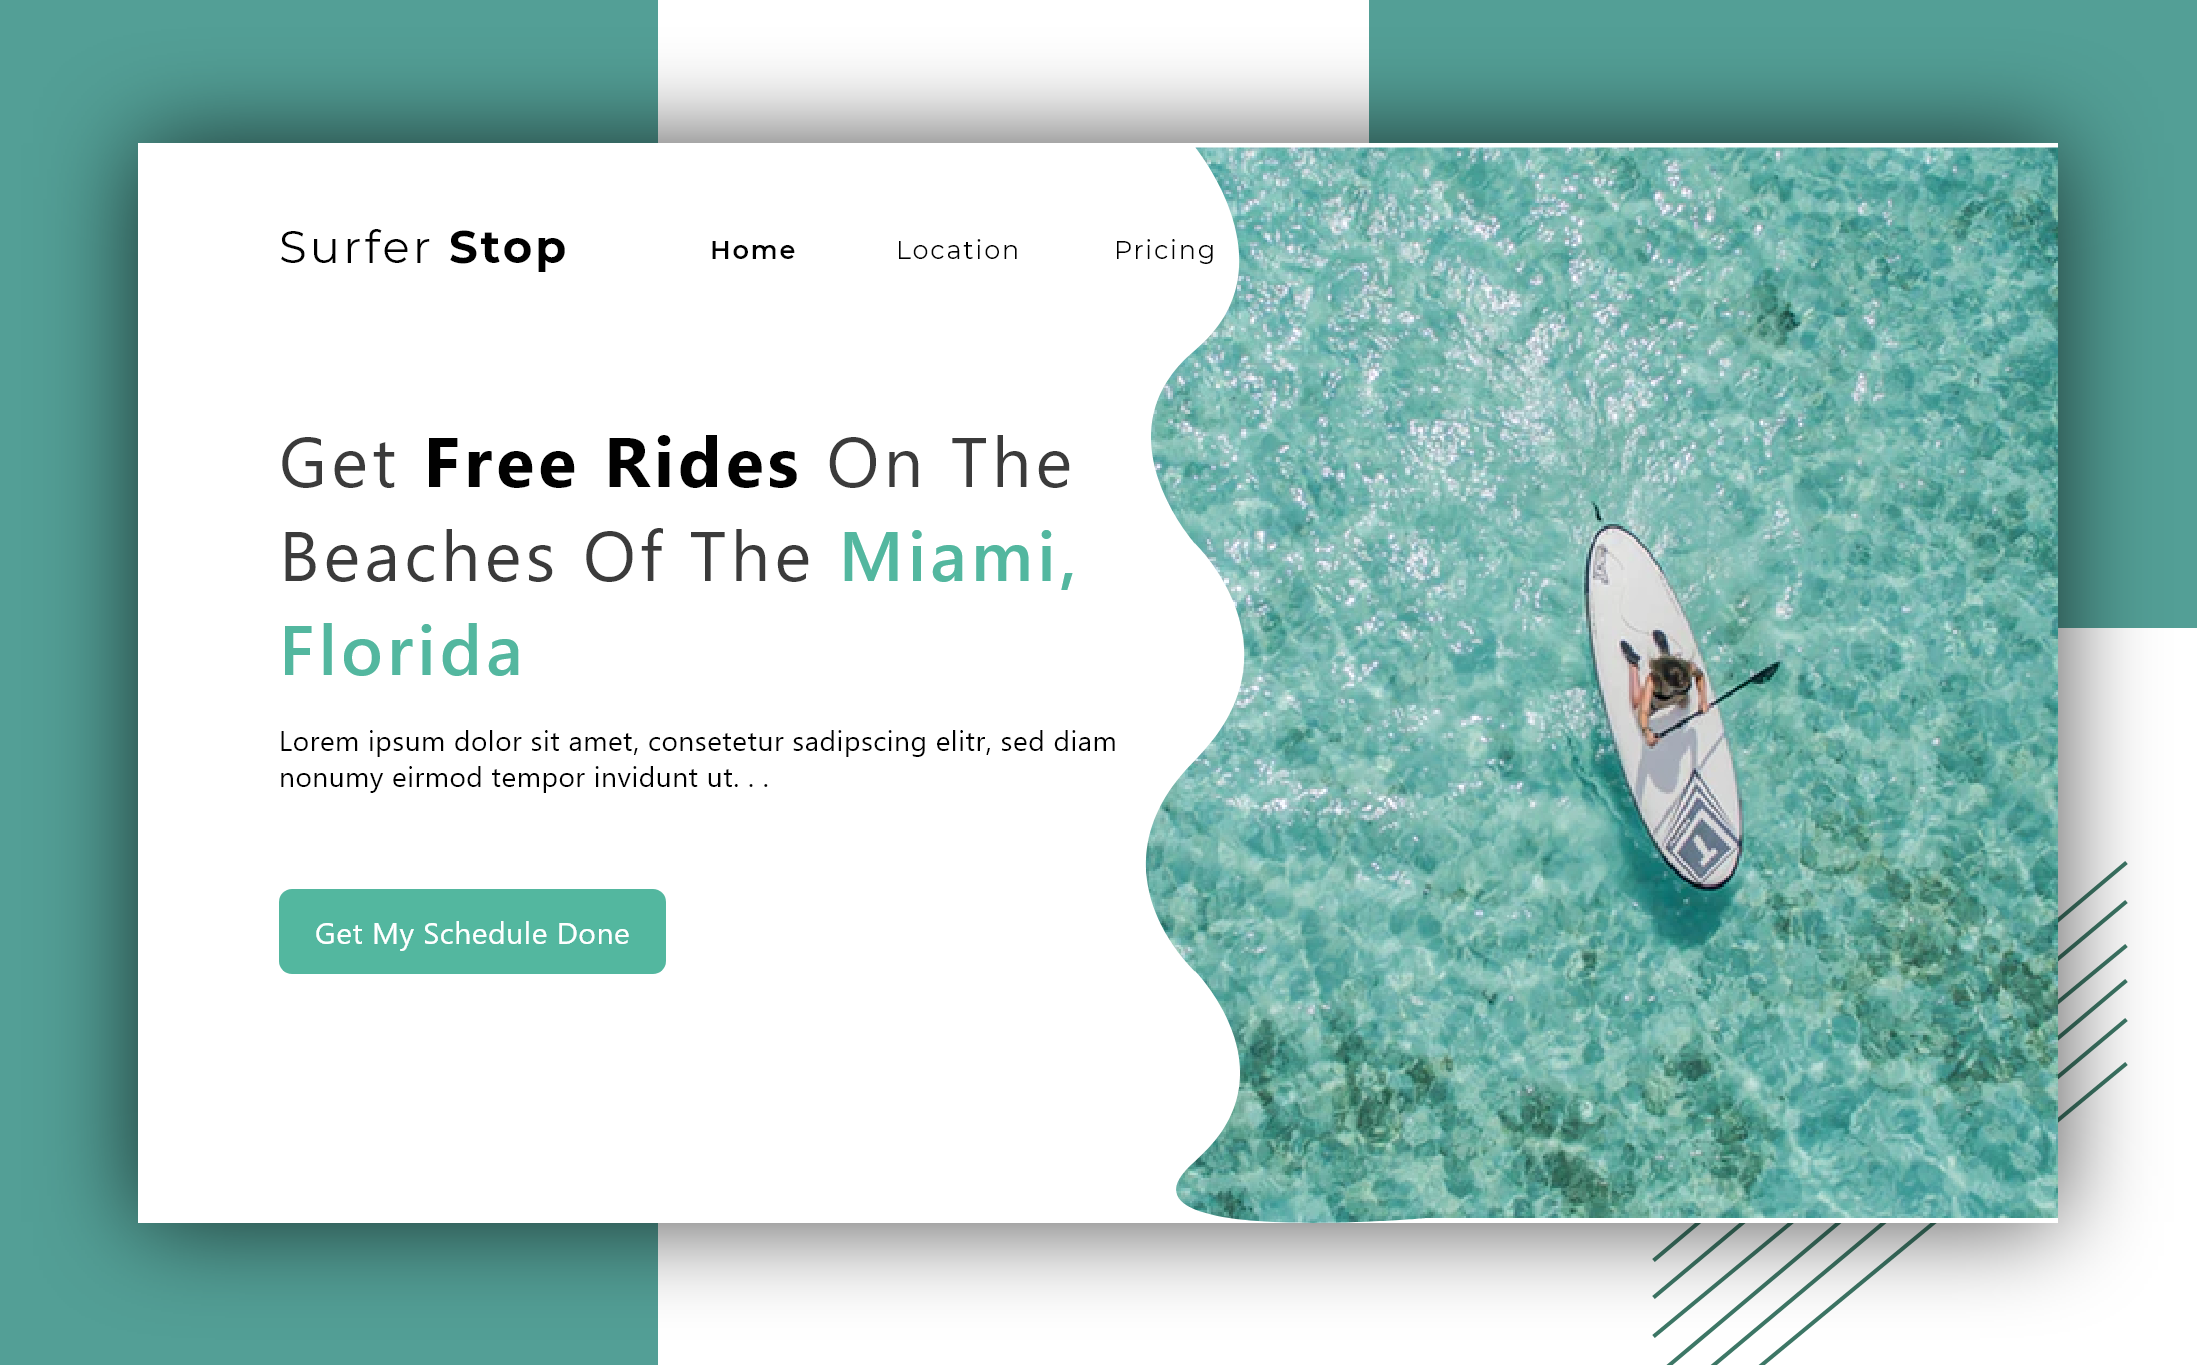 Surfer Stop
Home Location Pricing
Get Free Rides On The
Beaches Of The Miami,
Florida
Lorem ipsum dolor sit amet, consetetur sadipscing elitr, sed diam
nonumy eirmod tempor invidunt ut. . .
Get My Schedule Done